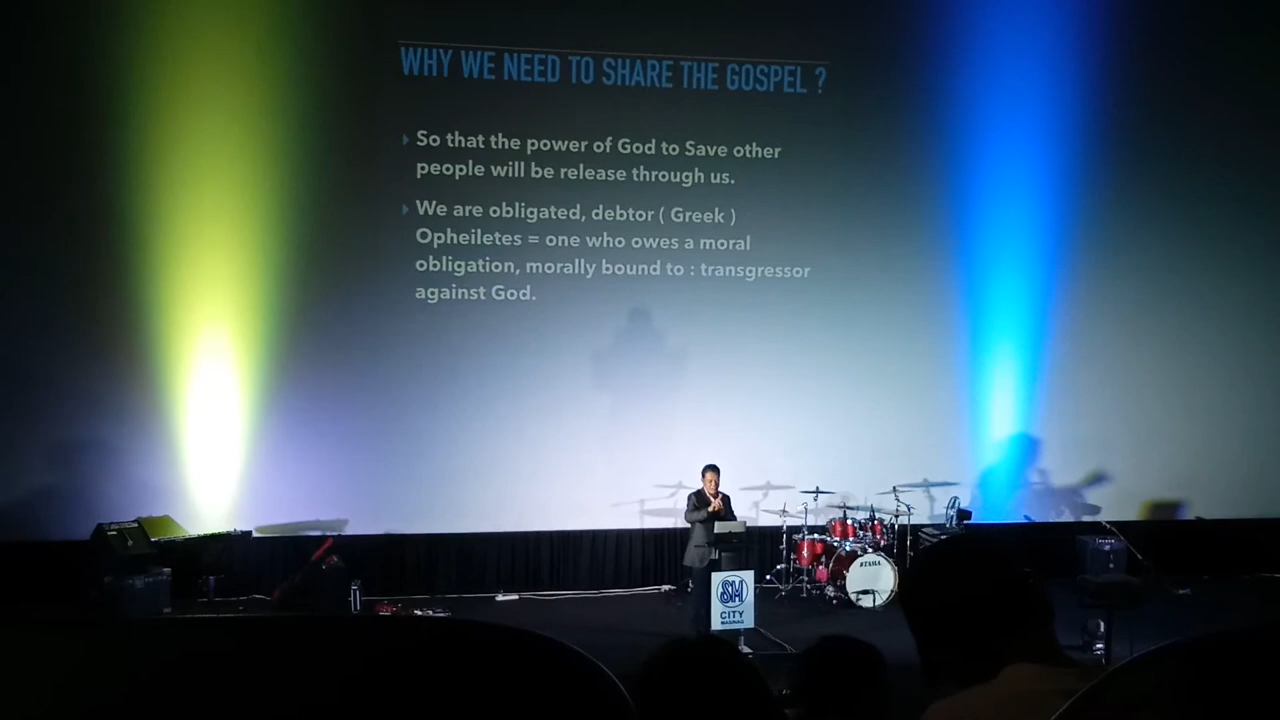 WHY WE NEED TO SHARE THE GOSPEL ?
So that the power of God to Save other
people will be release through us.
We are obligated, debtor ( Greek )
Opheiletes = one who owes a moral
obligation, morally bound to : transgressor
against God.
TAMA
SM
CITY
MASINAG